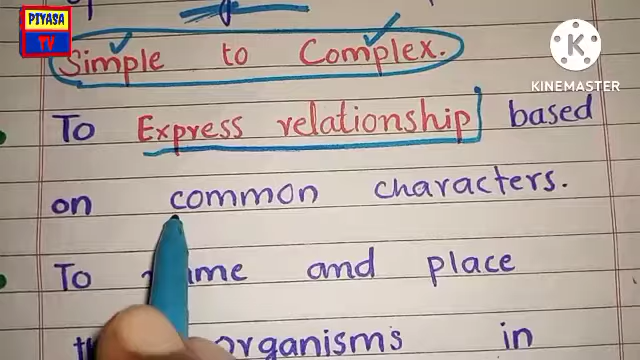 PIYASA
TV
KINEMASTER
Simple to Complex.
To Express relationship based
on common characters.
To and place
organisms in